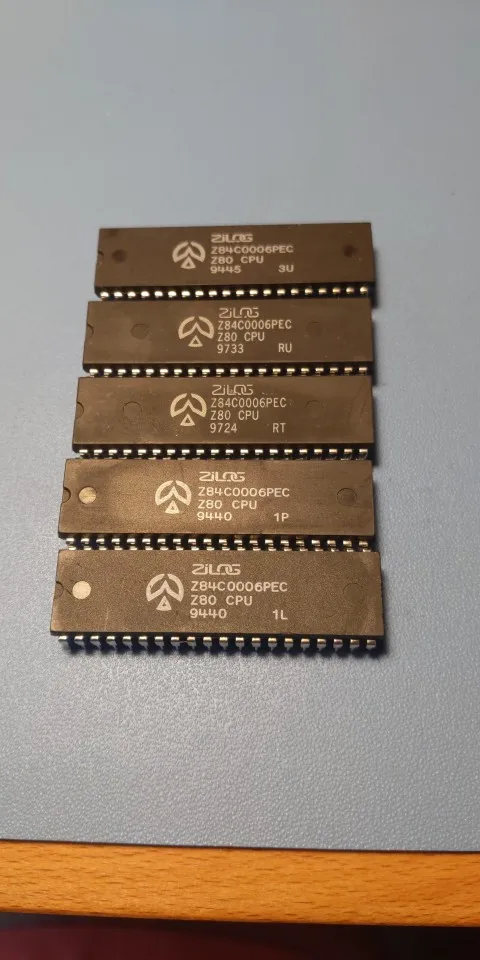 ZiLOG
Z84C0006PEC
Z80 CPU
9445 3U
ZiLOG
Z84C0006PEC
Z80 CPU
9733 RU
ZiLOG
Z84C0006PEC
Z80 CPU
9724 RT
ZiLOG
Z84C0006PEC
Z80 CPU
9440 1P
ZiLOG
Z84C0006PEC
Z80 CPU
9440 1L